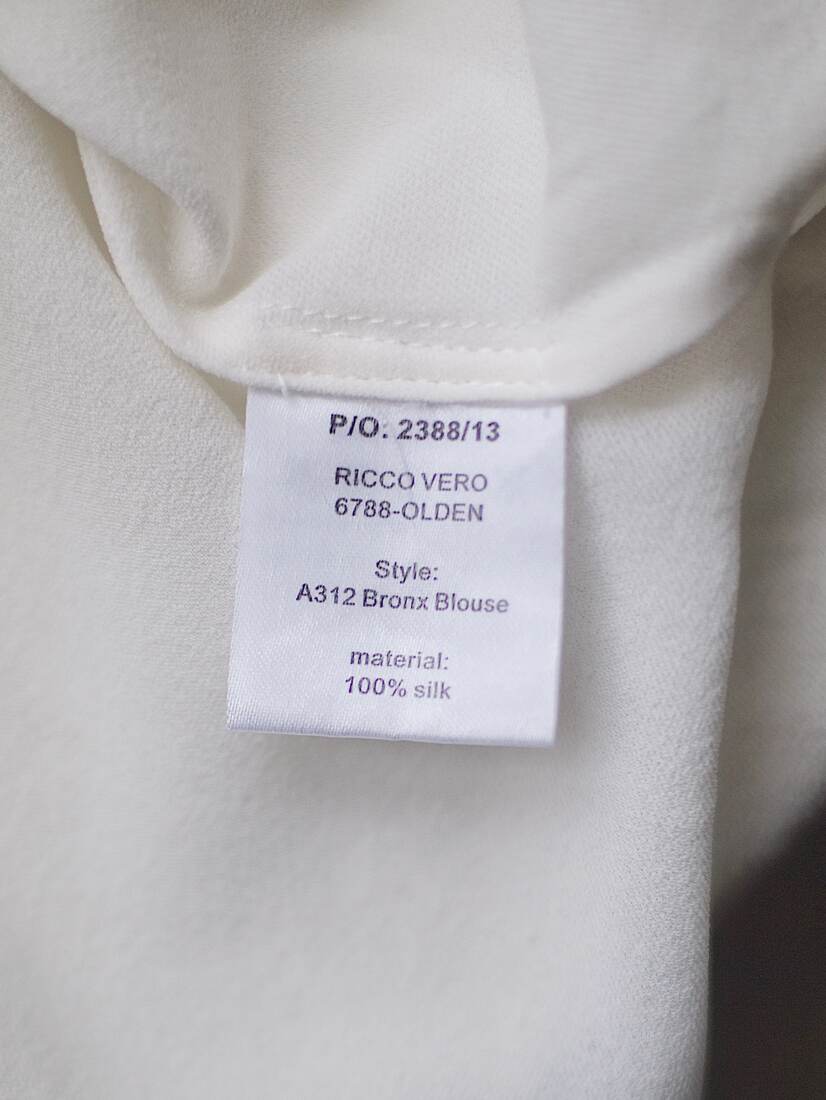 P/O. 2388/13
RICCO VERO
6788-OLDEN
Style:
A312 Bronx Blouse
material:
100% silk